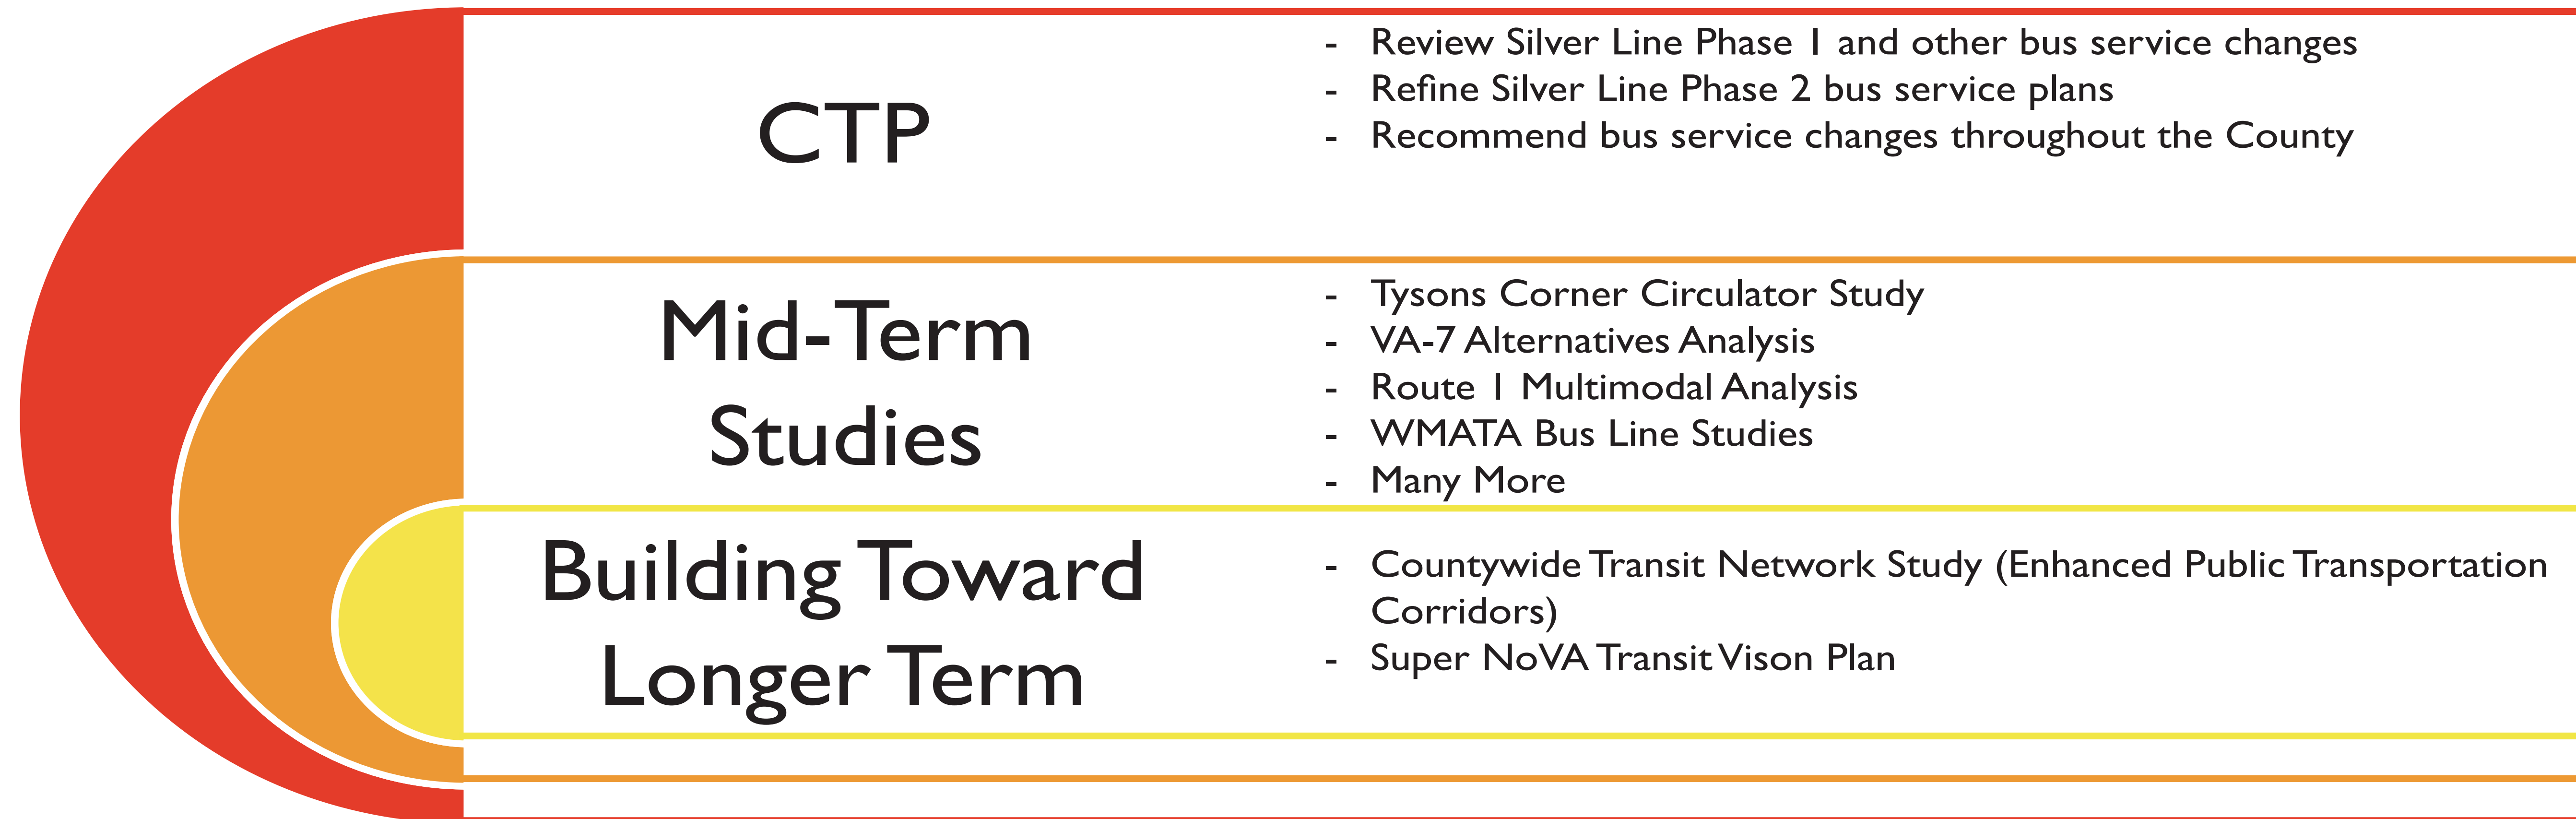 CTP
- Review Silver Line Phase 1 and other bus service changes
- Refine Silver Line Phase 2 bus service plans
- Recommend bus service changes throughout the County
Mid-Term
Studies
- Tysons Corner Circulator Study
- VA-7 Alternatives Analysis
- Route 1 Multimodal Analysis
- WMATA Bus Line Studies
- Many More
Building Toward
Longer Term
- Countywide Transit Network Study (Enhanced Public Transportation
Corridors)
- Super NoVA Transit Vison Plan